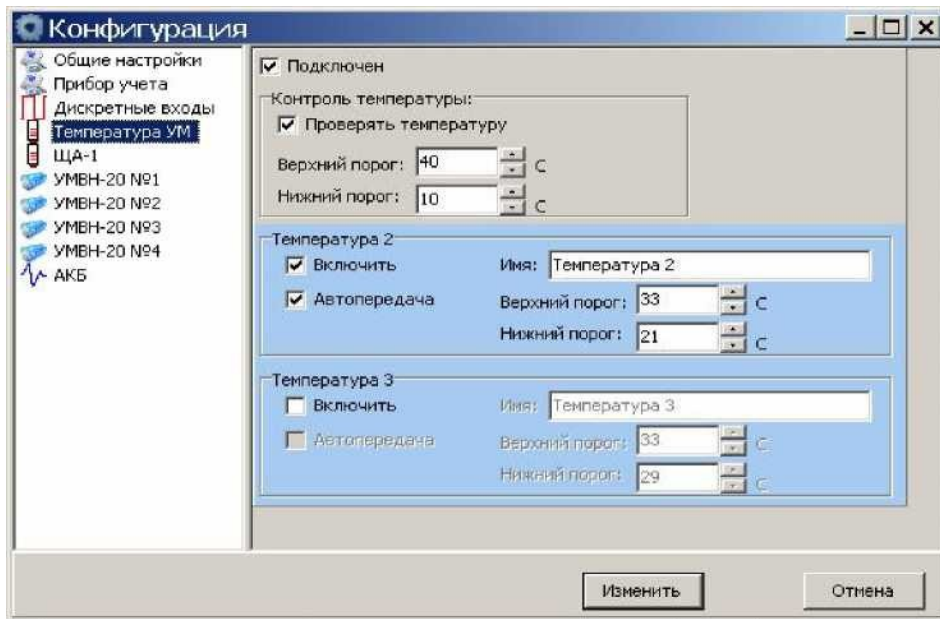 Конфигурация
Общие настройки
Прибор учета
Дискретные входы
Температура УМ
ЩА-1
УМВН-20 №1
УМВН-20 №2
УМВН-20 №3
УМВН-20 №4
АКБ
Подключен
Контроль температуры:
Проверять температуру
Верхний порог: 40 С
Нижний порог: 10 С
Температура 2
Включить Имя: Температура 2
Автопередача Верхний порог: 33 С
Нижний порог: 21 С
Температура 3
Включить Имя: Температура 3
Автопередача Верхний порог: 33 С
Нижний порог: 29 С
Изменить Отмена